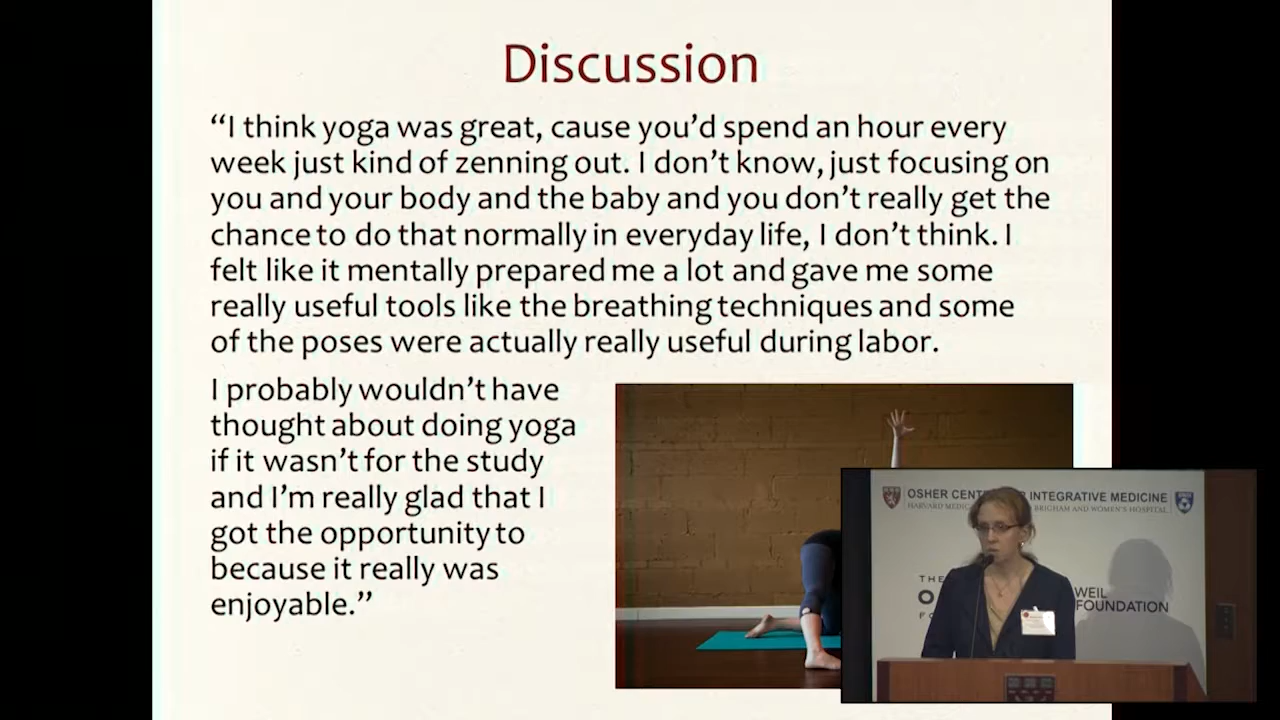 Discussion
“I think yoga was great, cause you’d spend an hour every
week just kind of zenning out. I don’t know, just focusing on
you and your body and the baby and you don’t really get the
chance to do that normally in everyday life, I don’t think. I
felt like it mentally prepared me a lot and gave me some
really useful tools like the breathing techniques and some
of the poses were actually really useful during labor.
I probably wouldn’t have
thought about doing yoga
if it wasn’t for the study
and I’m really glad that I
got the opportunity to
because it really was
enjoyable.”
OSHER CENT R INTEGRATIVE MEDICINE
HARVARD MEDIC BRIGHAM AND WOMEN'S HOSPITAL
THE
O
FO
WEIL
FOUNDATION